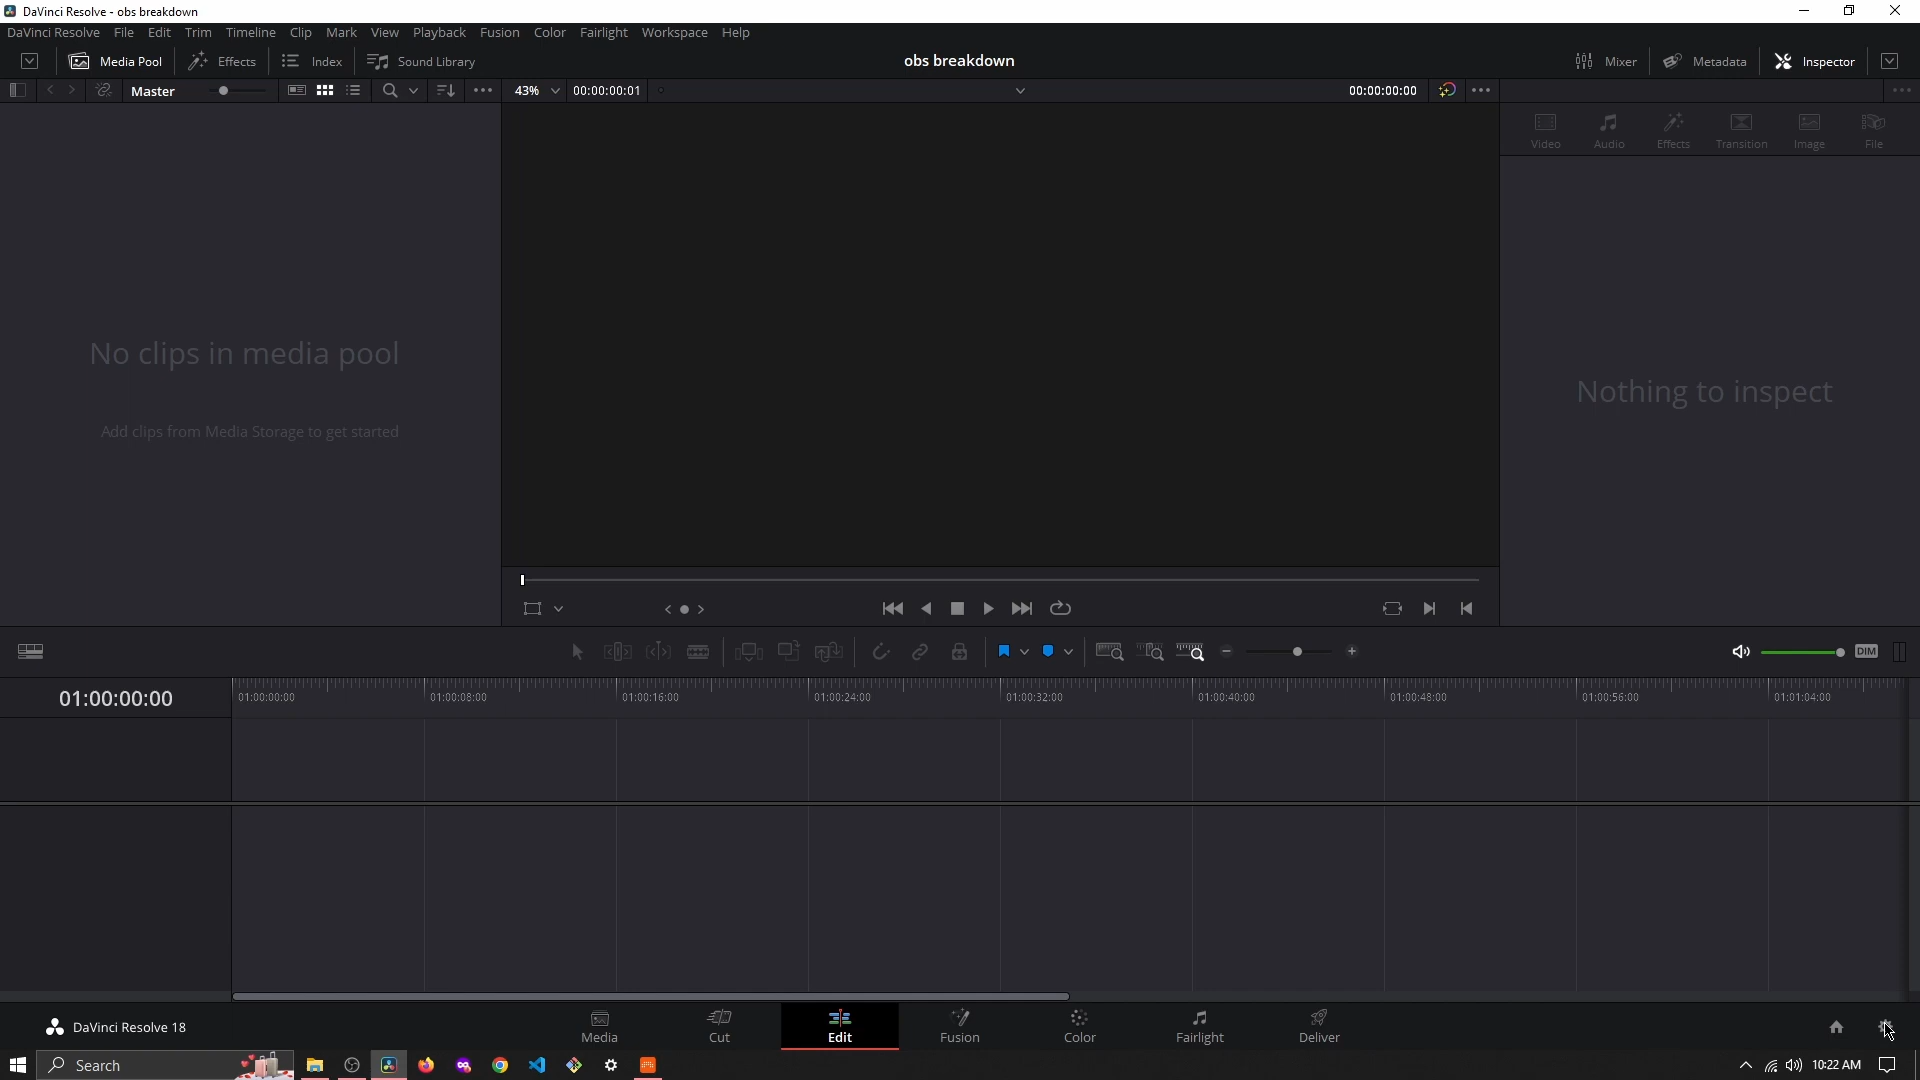 DaVinci Resolve - obs breakdown
DaVinci Resolve File Edit Trim Timeline Clip Mark View Playback Fusion Color Fairlight Workspace Help
Media Pool Effects Index Sound Library obs breakdown Mixer Metadata Inspector
Master 43% 00:00:00:01 00:00:00:00
Video Audio Effects Transition Image File
No clips in media pool
Add clips from Media Storage to get started
Nothing to inspect
DIM
01:00:00:00 01:00:00:00 01:00:08:00 01:00:16:00 01:00:24:00 01:00:32:00 01:00:40:00 01:00:48:00 01:00:56:00 01:01:04:00
DaVinci Resolve 18 Media Cut Edit Fusion Color Fairlight Deliver
Search 10:22 AM